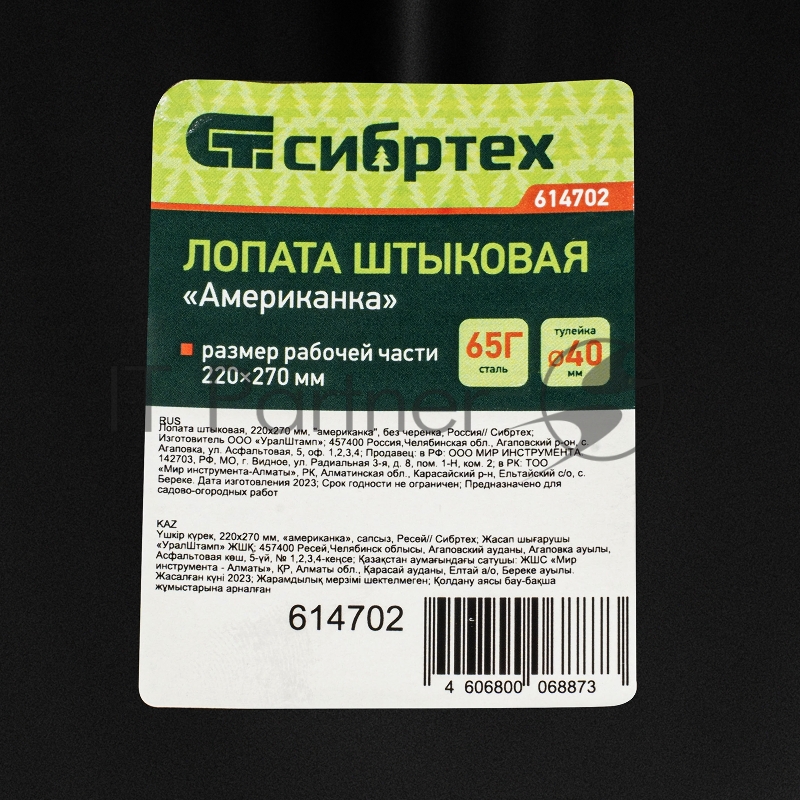 СТ сибртех
614702
ЛОПАТА ШТЫКОВАЯ
«Американка»
размер рабочей части
220×270 мм
65Г
сталь
тулейка
ø40
мм
IT Partner
RUS
Лопата штыковая, 220х270 мм, "американка", без черенка, Россия// Сибртех;
Изготовитель ООО «УралШтамп»; 457400 Россия,Челябинская обл., Агаповский р-он, с.
Агаповка, ул. Асфальтовая, 5, оф. 1,2,3,4; Продавец: в РФ: ООО МИР ИНСТРУМЕНТА
142703, РФ, МО, г. Видное, ул. Радиальная 3-я, д. 8, пом. 1-Н, ком. 2, в РК: ТОО
«Мир инструмента-Алматы», РК, Алматинская обл., Карасайский р-н, Ельтайский с/о, с.
Береке. Дата изготовления 2023; Срок годности не ограничен; Предназначено для
садово-огородных работ
KAZ
Үшкір күрек, 220х270 мм, «американка», сапсыз, Ресей// Сибртех; Жасап шығарушы
«УралШтамп» ЖШҚ; 457400 Ресей,Челябинск облысы, Агаповский ауданы, Агаповка ауылы,
Асфальтовая көш, 5-үй, № 1,2,3,4-кеңсе; Қазақстан аумағындағы сатушы: ЖШС «Мир
инструмента - Алматы», ҚР, Алматы обл., Қарасай ауданы, Елтай а/о, Береке ауылы.
Жасалған күні 2023; Жарамдылық мерзімі шектелмеген; Қолдану аясы бау-бақша
жұмыстарына арналған
614702
4 606800 068873